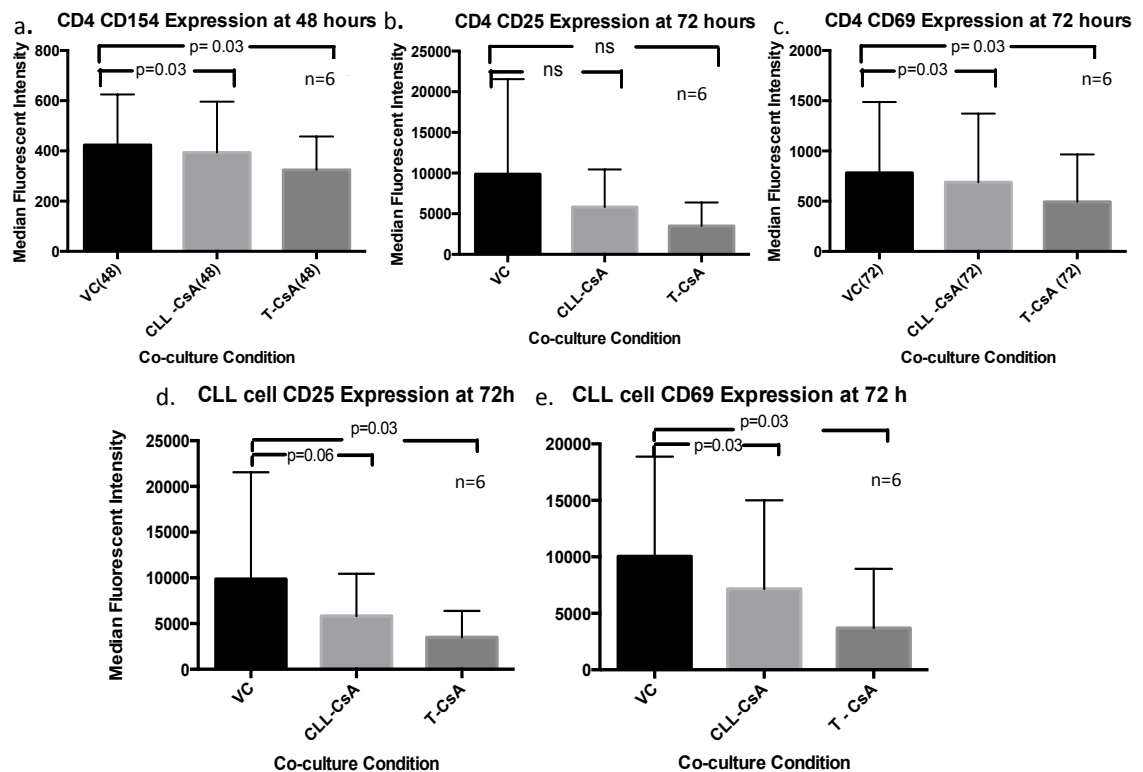 a. CD4 CD154 Expression at 48 hours
Median Fluorescent Intensity
800
600
400
200
0
p= 0.03
p=0.03
n=6
VC(48)
CLL -CsA(48)
T-CsA(48)
Co-culture Condition
b. CD4 CD25 Expression at 72 hours
Median Fluorescent Intensity
25000
20000
15000
10000
5000
0
ns
ns
n=6
VC
CLL-CsA
T-CsA
Co-culture Condition
c. CD4 CD69 Expression at 72 hours
Median Fluorescent Intensity
2000
1500
1000
500
0
p = 0.03
p=0.03
n=6
VC(72)
CLL -CsA(72)
T-CsA (72)
Co-culture Condition
d. CLL cell CD25 Expression at 72h
Median Fluorescent Intensity
25000
20000
15000
10000
5000
0
p=0.03
p=0.06
n=6
VC
CLL-CsA
T-CsA
Co-culture Condition
e. CLL cell CD69 Expression at 72 h
20000
15000
10000
5000
0
p=0.03
p=0.03
n=6
VC
CLL-CsA
T - CsA
Co-culture Condition